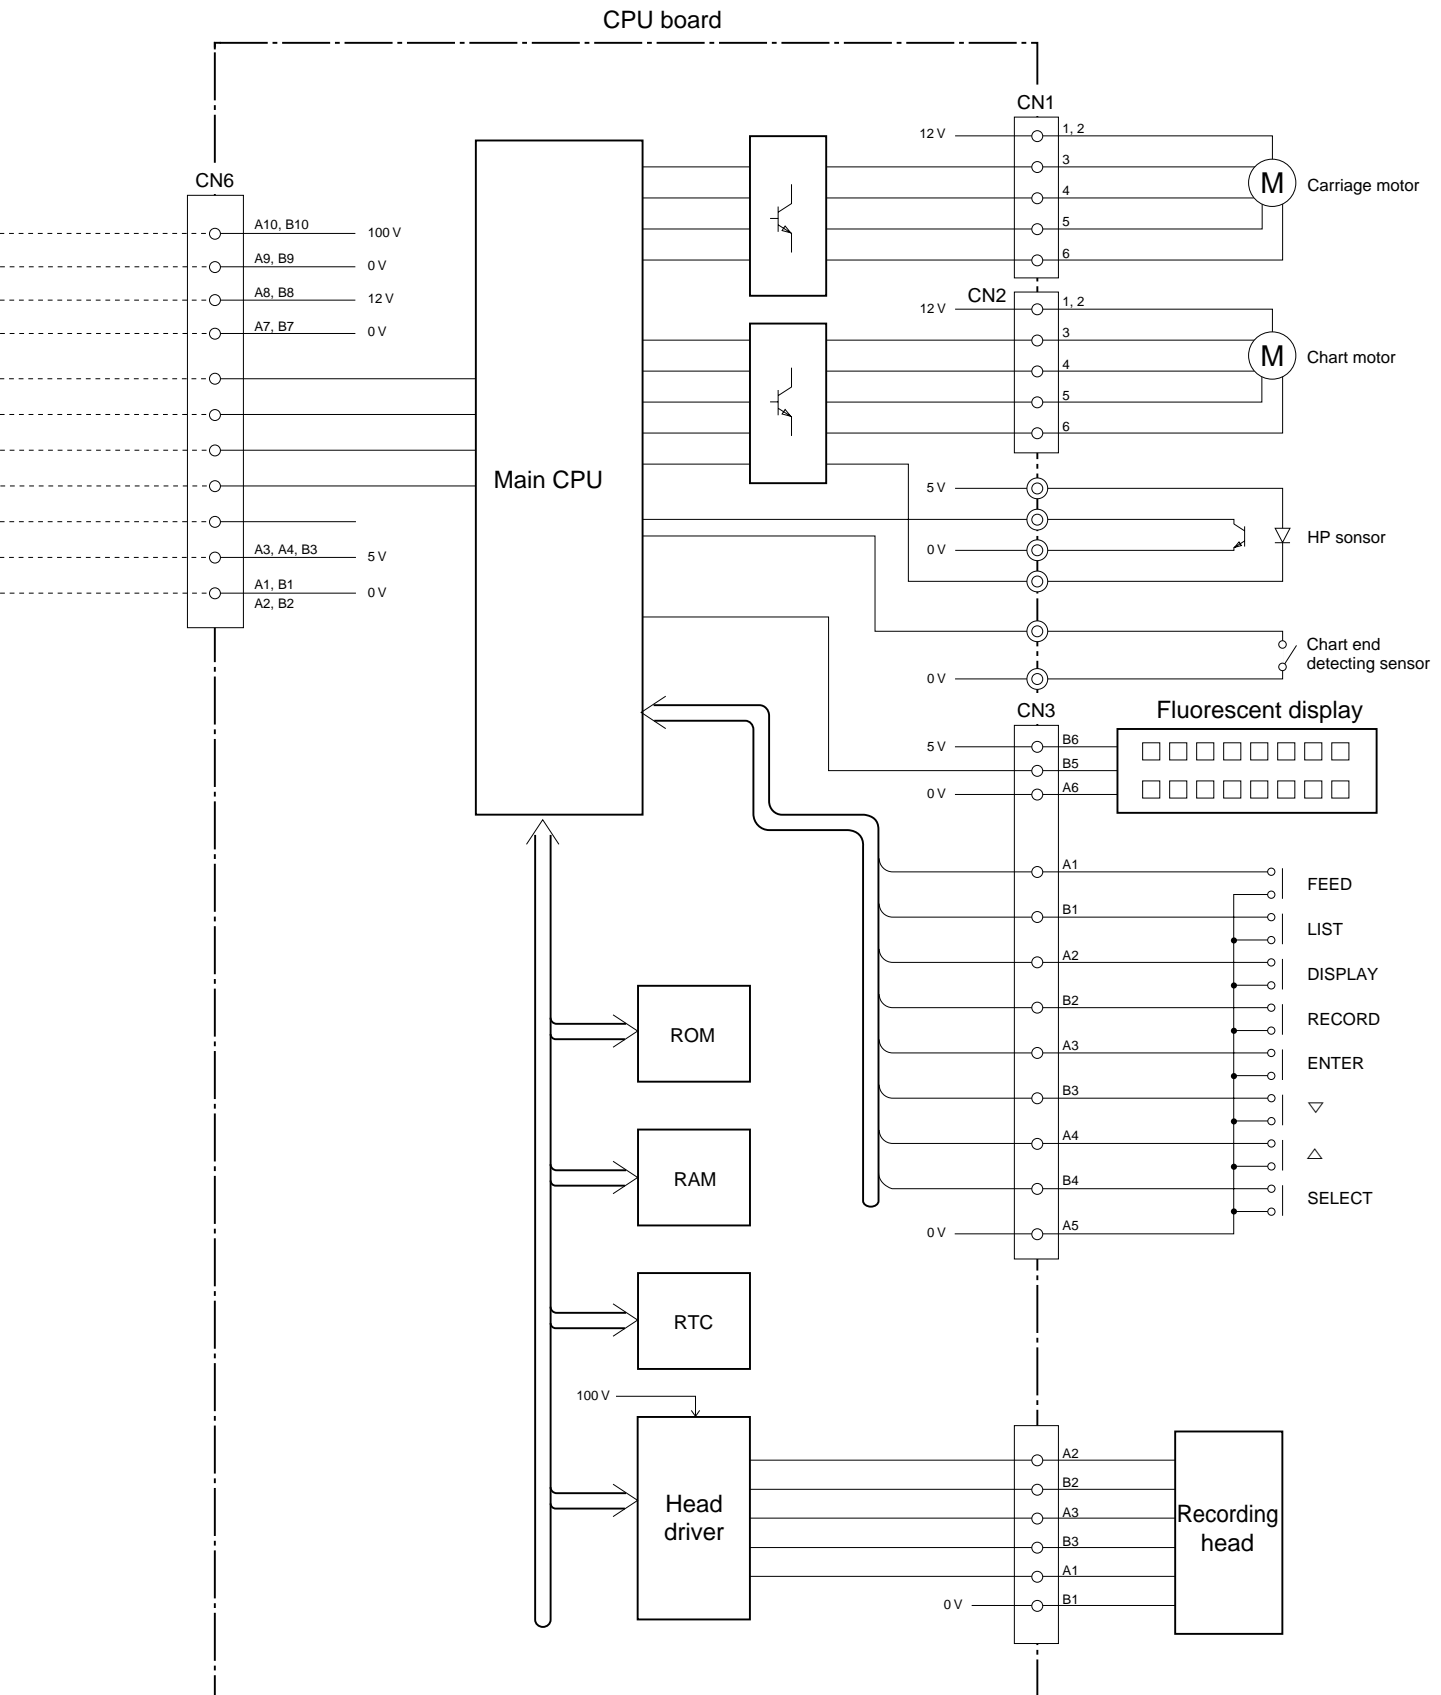 CPU board
CN6
A10, B10
100 V
A9, B9
0 V
A8, B8
12 V
A7, B7
0 V
A3, A4, B3
5 V
A1, B1
0 V
A2, B2
Main CPU
CN1
12 V
1, 2
3
4
5
6
M
Carriage motor
CN2
12 V
1, 2
3
4
5
6
M
Chart motor
5 V
0 V
HP sonsor
Chart end
detecting sensor
0 V
CN3
Fluorescent display
5 V
B6
B5
0 V
A6
A1
FEED
B1
LIST
A2
DISPLAY
B2
RECORD
A3
ENTER
B3
▽
A4
△
B4
SELECT
0 V
A5
ROM
RAM
RTC
100 V
Head
driver
A2
B2
A3
B3
A1
0 V
B1
Recording
head